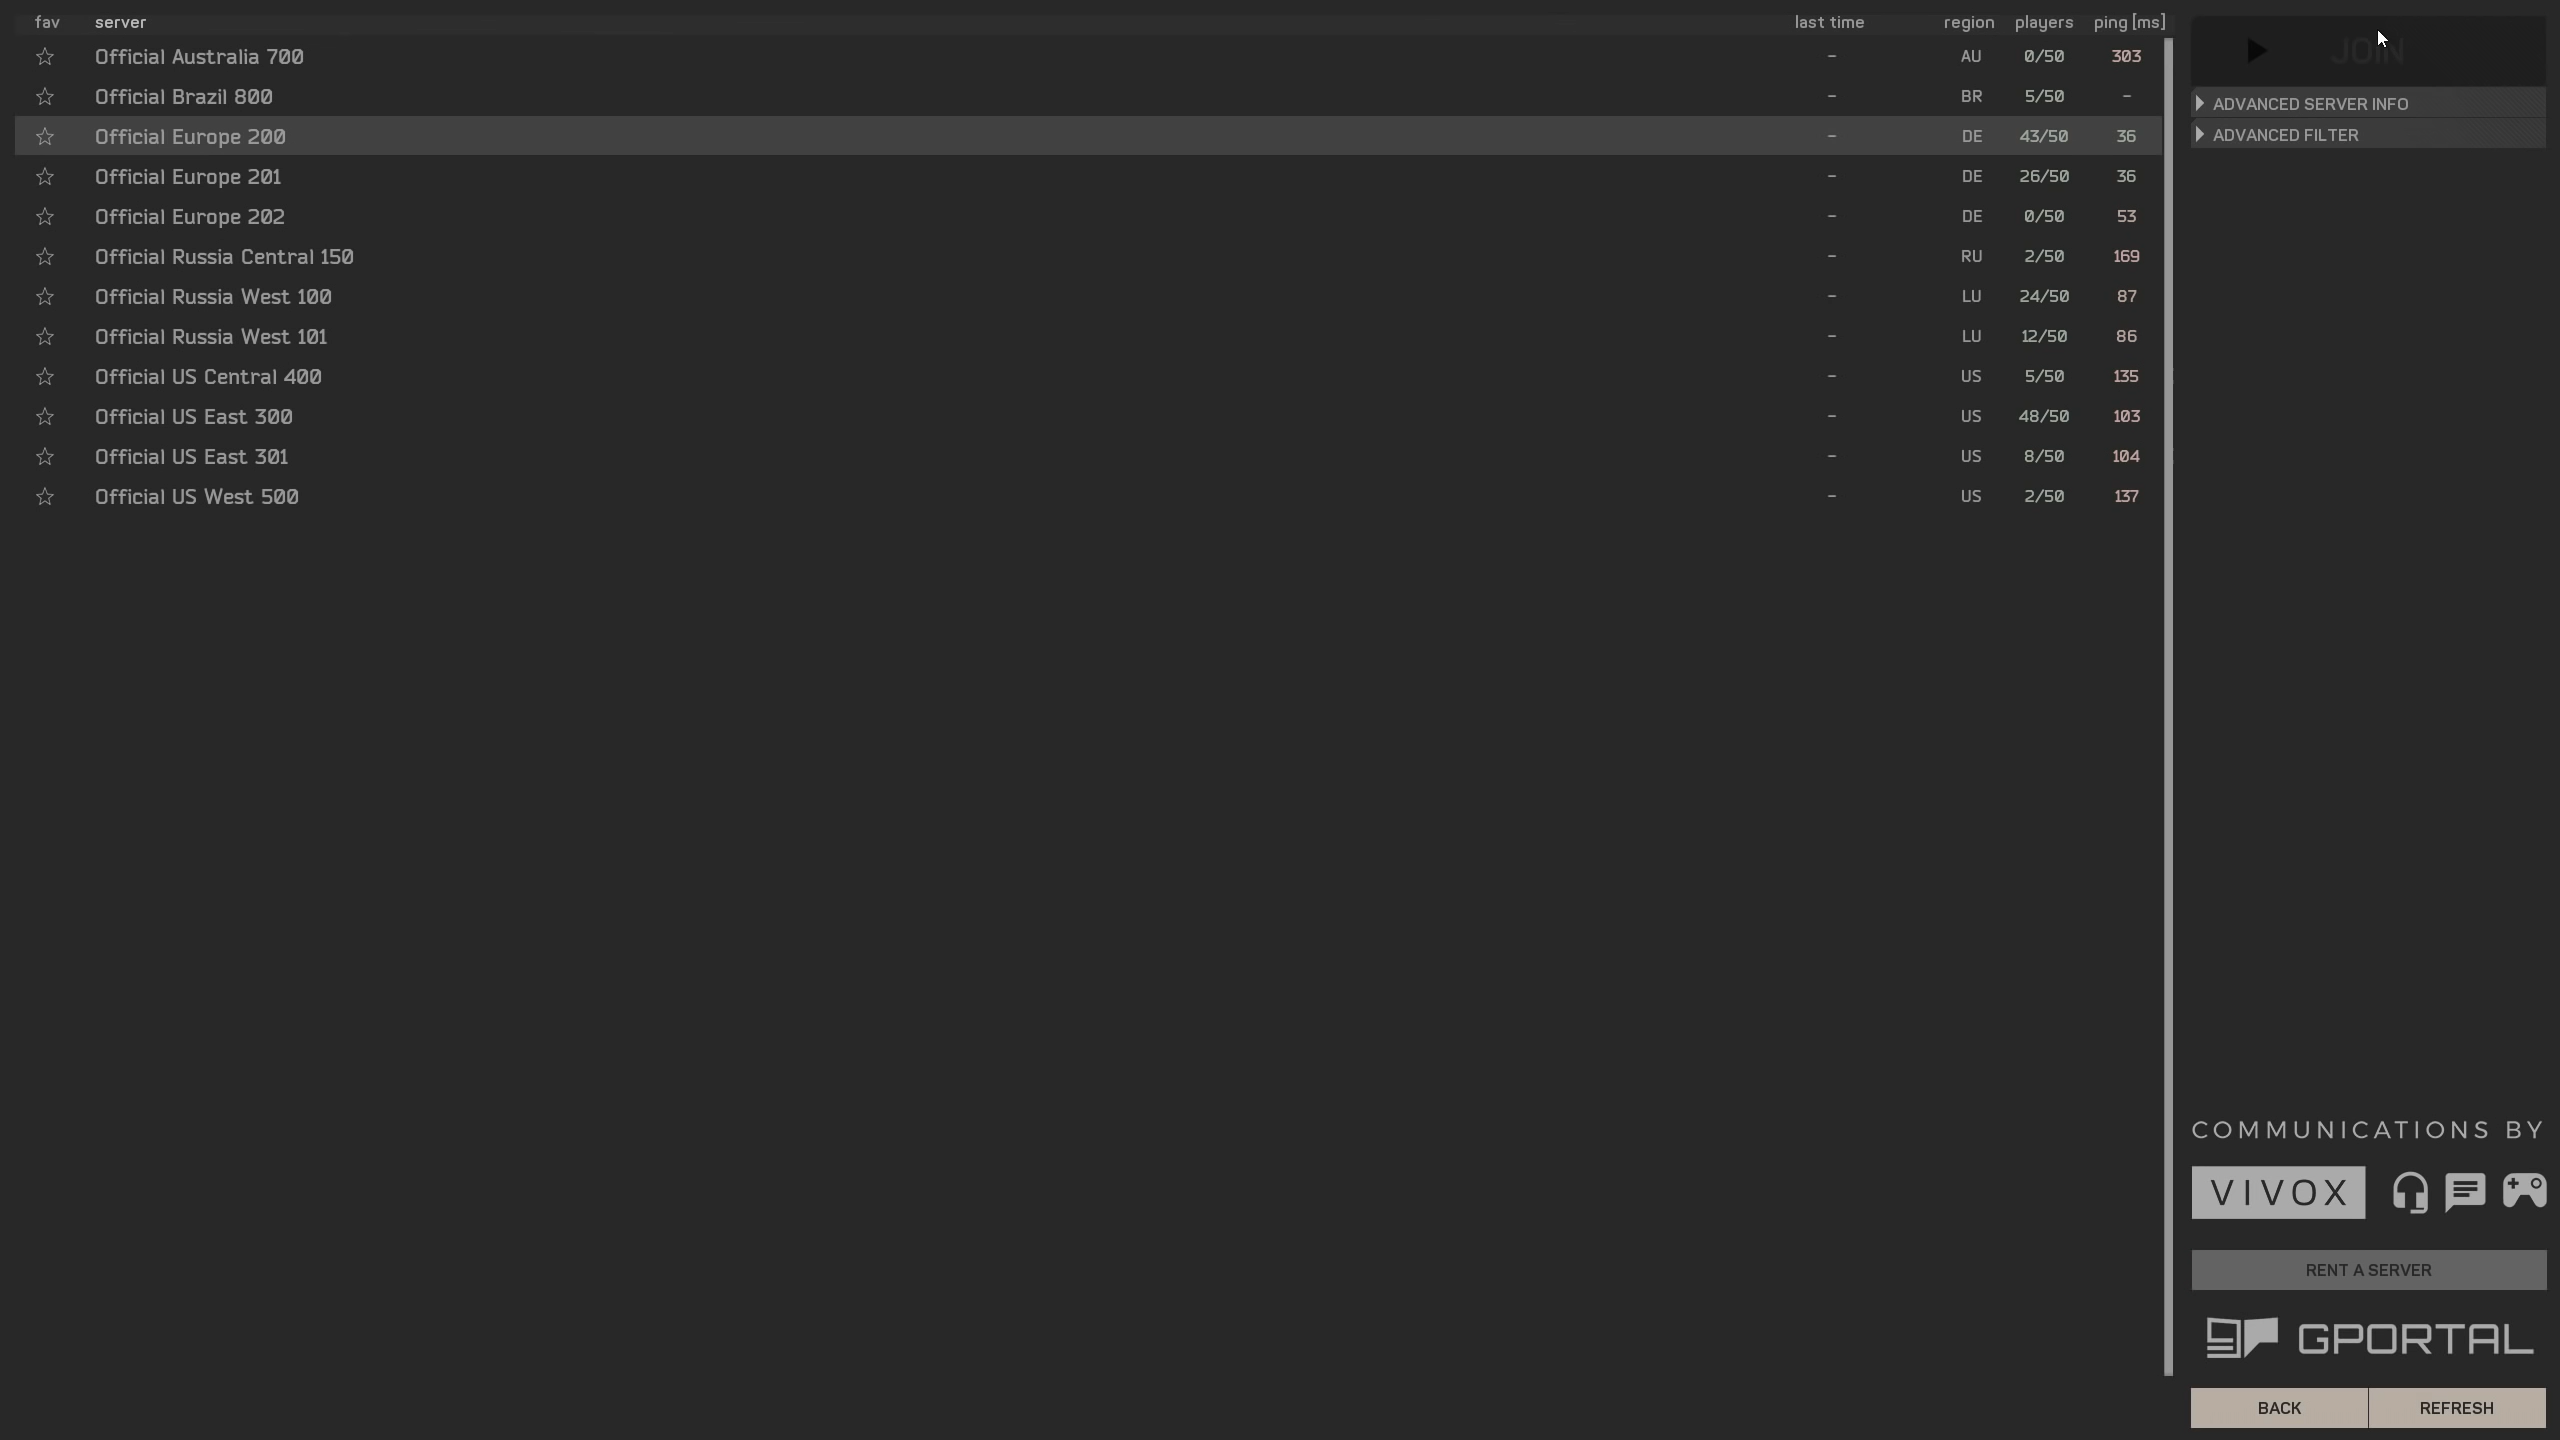 fav server last time region players ping [ms]
Official Australia 700 - AU 0/50 303
Official Brazil 800 - BR 5/50 -
Official Europe 200 - DE 43/50 36
Official Europe 201 - DE 26/50 36
Official Europe 202 - DE 0/50 53
Official Russia Central 150 - RU 2/50 169
Official Russia West 100 - LU 24/50 87
Official Russia West 101 - LU 12/50 86
Official US Central 400 - US 5/50 135
Official US East 300 - US 48/50 103
Official US East 301 - US 8/50 104
Official US West 500 - US 2/50 137
JOIN
ADVANCED SERVER INFO
ADVANCED FILTER
COMMUNICATIONS BY
VIVOX
RENT A SERVER
GPORTAL
BACK REFRESH